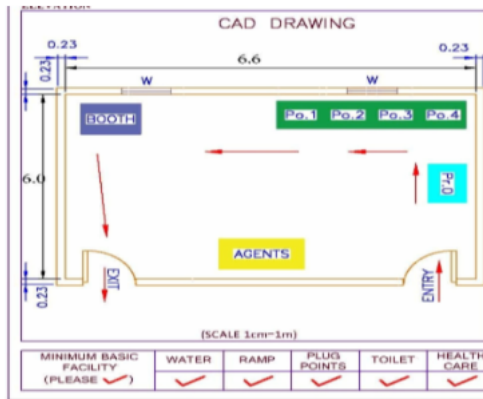 CAD DRAWING
0.23
6.6
0.23
0.23
W
W
BOOTH
Po.1 Po.2 Po.3 Po.4
6.0
Pr.0
AGENTS
EXIT
ENTRY
0.23
(SCALE 1cm-1m)
MINIMUM BASIC FACILITY (PLEASE ✓)
WATER
RAMP
PLUG POINTS
TOILET
HEALTH CARE
✓ ✓ ✓ ✓ ✓